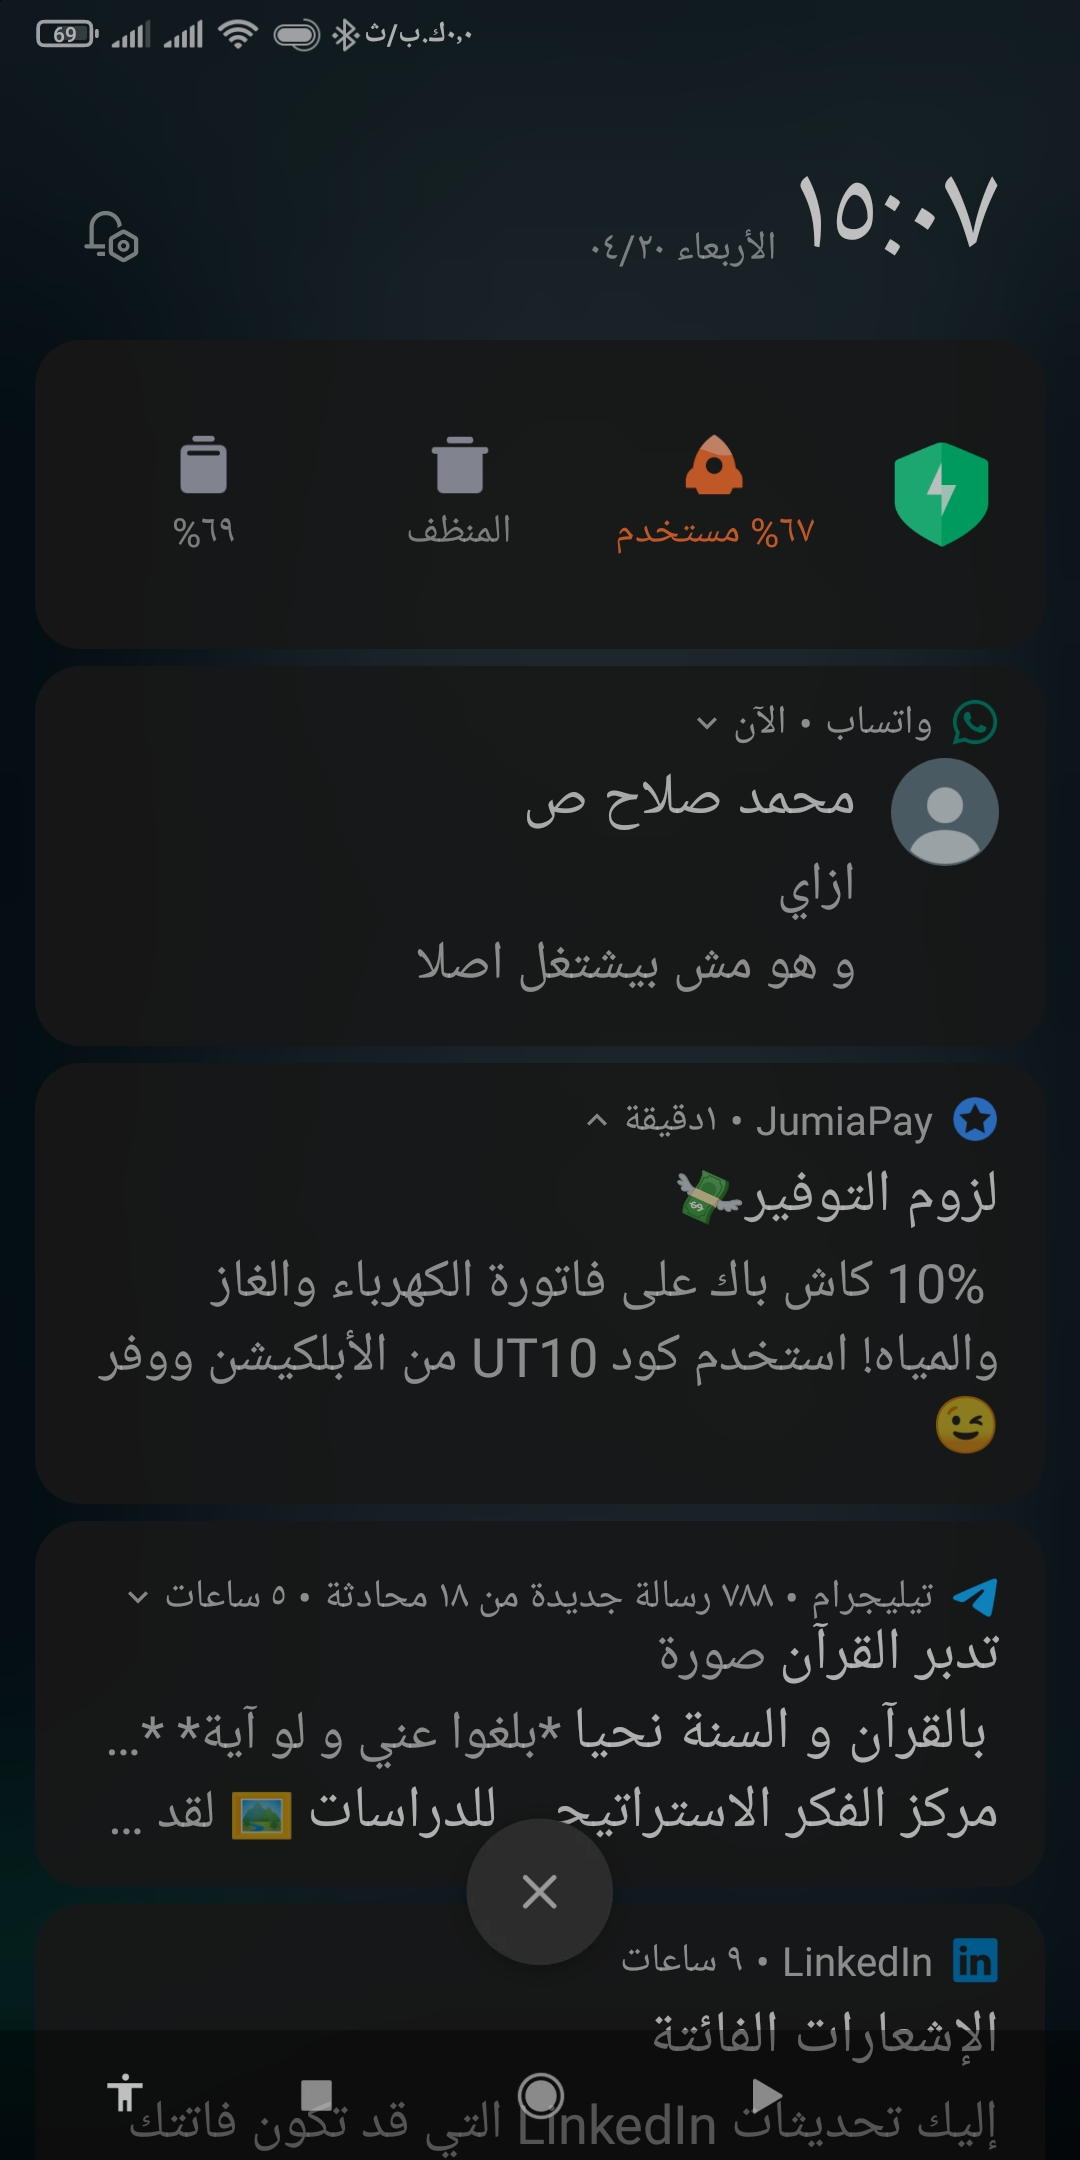 69 ٠,٠ك.ب/ث
١٥:٠٧ الأربعاء ٠٤/٢٠
%٦٧ مستخدم
المنظف
%٦٩
واتساب • الآن
محمد صلاح ص
ازاي
و هو مش بيشتغل اصلا
JumiaPay • ١دقيقة
لزوم التوفير💸
10% كاش باك على فاتورة الكهرباء والغاز
والمياه! استخدم كود UT10 من الأبلكيشن ووفر
😉
تيليجرام • ٧٨٨ رسالة جديدة من ١٨ محادثة • ٥ ساعات
تدبر القرآن صورة
بالقرآن و السنة نحيا *بلغوا عني و لو آية* *...
مركز الفكر الاستراتيجي للدراسات 🖼 لقد ...
LinkedIn • ٩ ساعات
الإشعارات الفائتة
إليك تحديثات LinkedIn التي قد تكون فاتتك